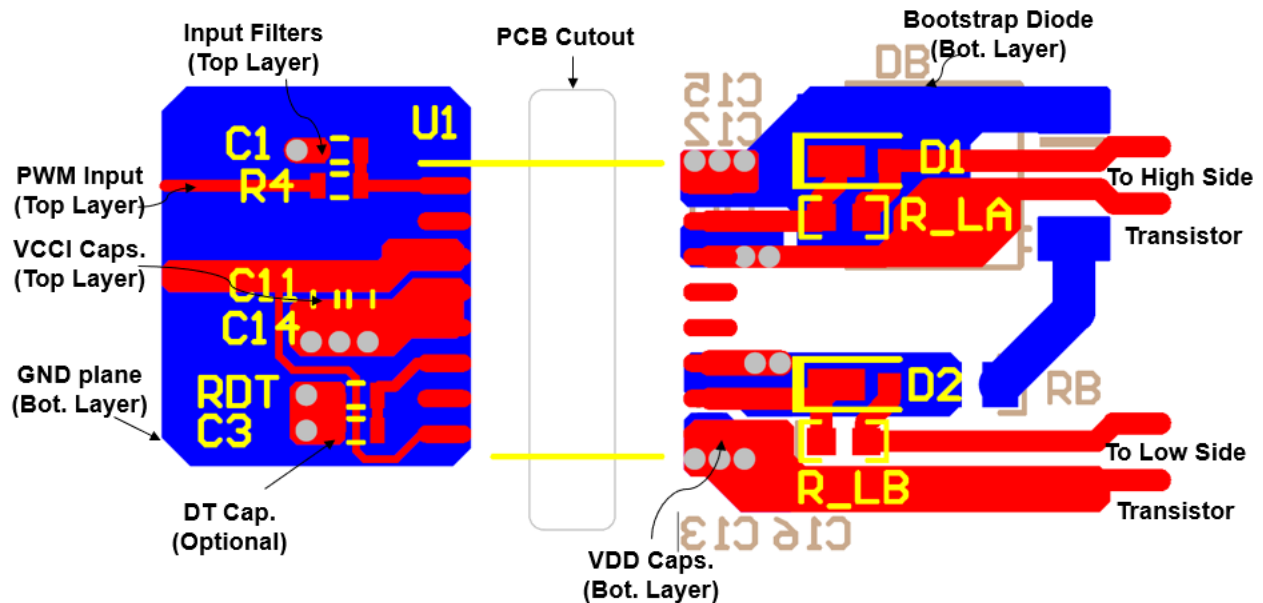 Bootstrap Diode
(Bot. Layer)
Input Filters
(Top Layer)
PCB Cutout
DB
C15
C12
U1
C1
D1
PWM Input
(Top Layer)
R4
To High Side
R_LA
Transistor
VCCI Caps.
(Top Layer)
C11
C14
GND plane
(Bot. Layer)
RDT
C3
D2
RB
To Low Side
R_LB
Transistor
DT Cap.
(Optional)
C13 C16
VDD Caps.
(Bot. Layer)